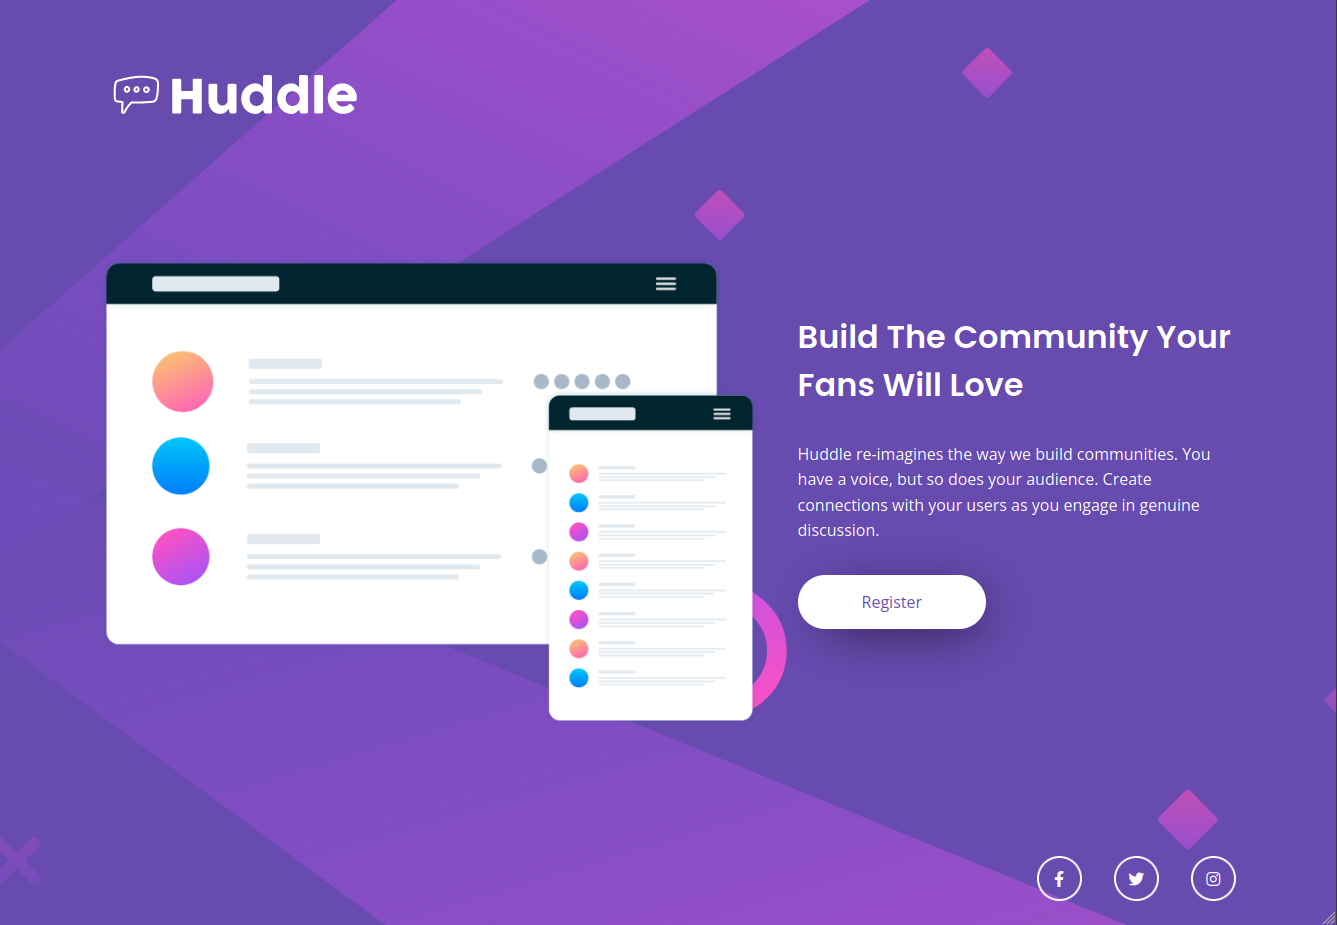 Huddle
Build The Community Your
Fans Will Love
Huddle re-imagines the way we build communities. You
have a voice, but so does your audience. Create
connections with your users as you engage in genuine
discussion.
Register